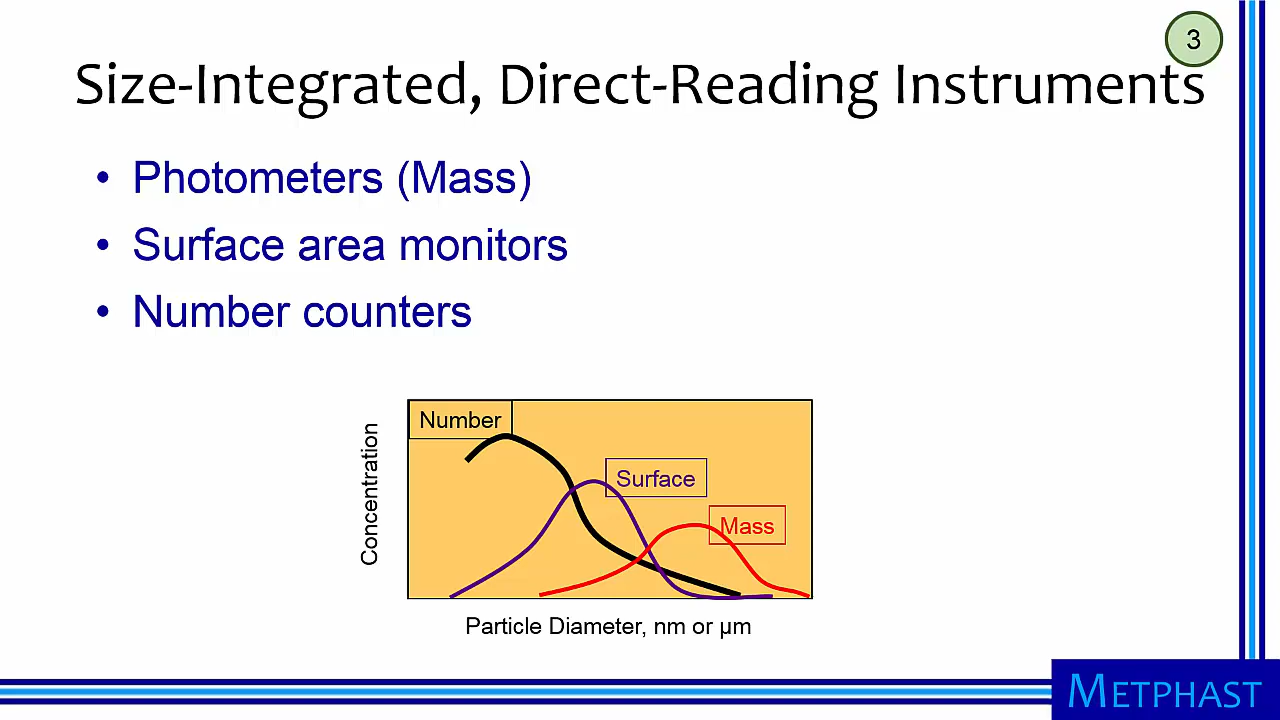 3
Size-Integrated, Direct-Reading Instruments
• Photometers (Mass)
• Surface area monitors
• Number counters
Number
Surface
Mass
Concentration
Particle Diameter, nm or µm
METPHAST